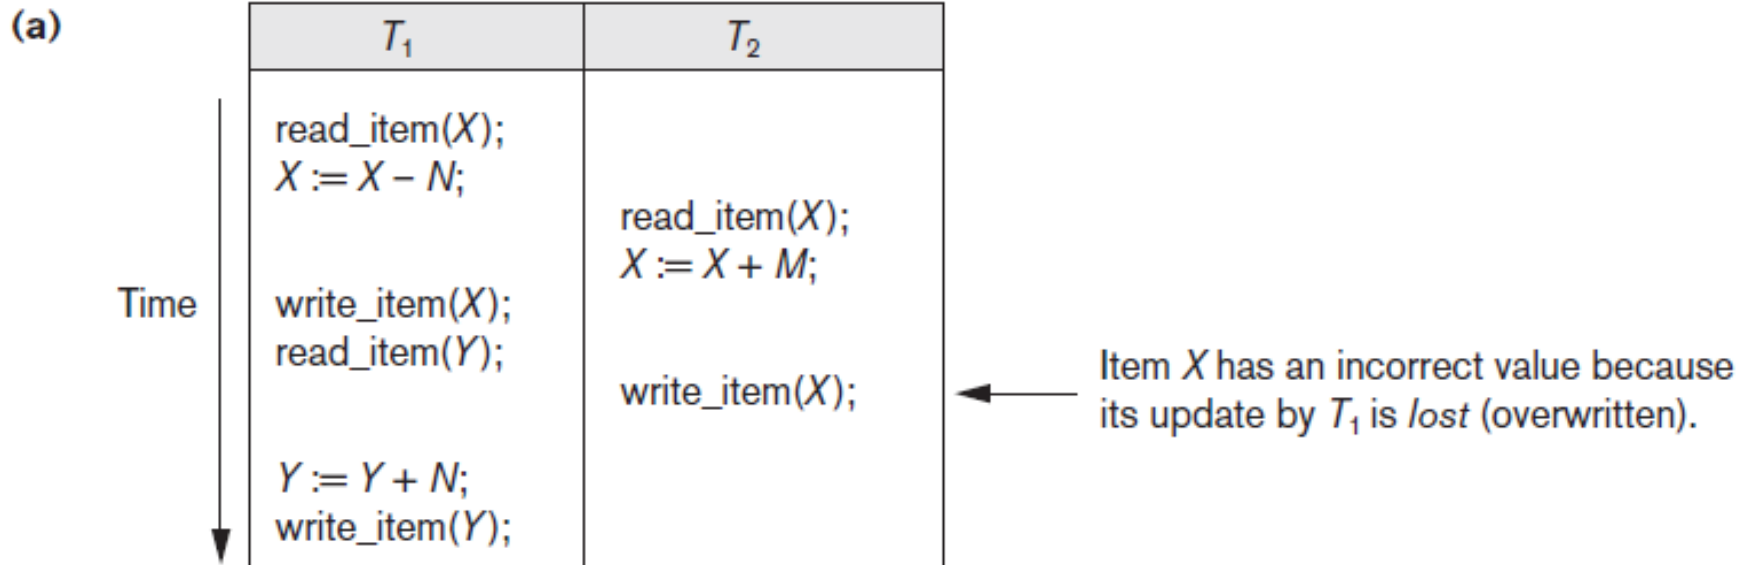 (a)
T₁ T₂
read_item(X);
X := X – N;
read_item(X);
X := X + M;
Time
write_item(X);
read_item(Y);
write_item(X);
Item X has an incorrect value because
its update by T₁ is lost (overwritten).
Y := Y + N;
write_item(Y);